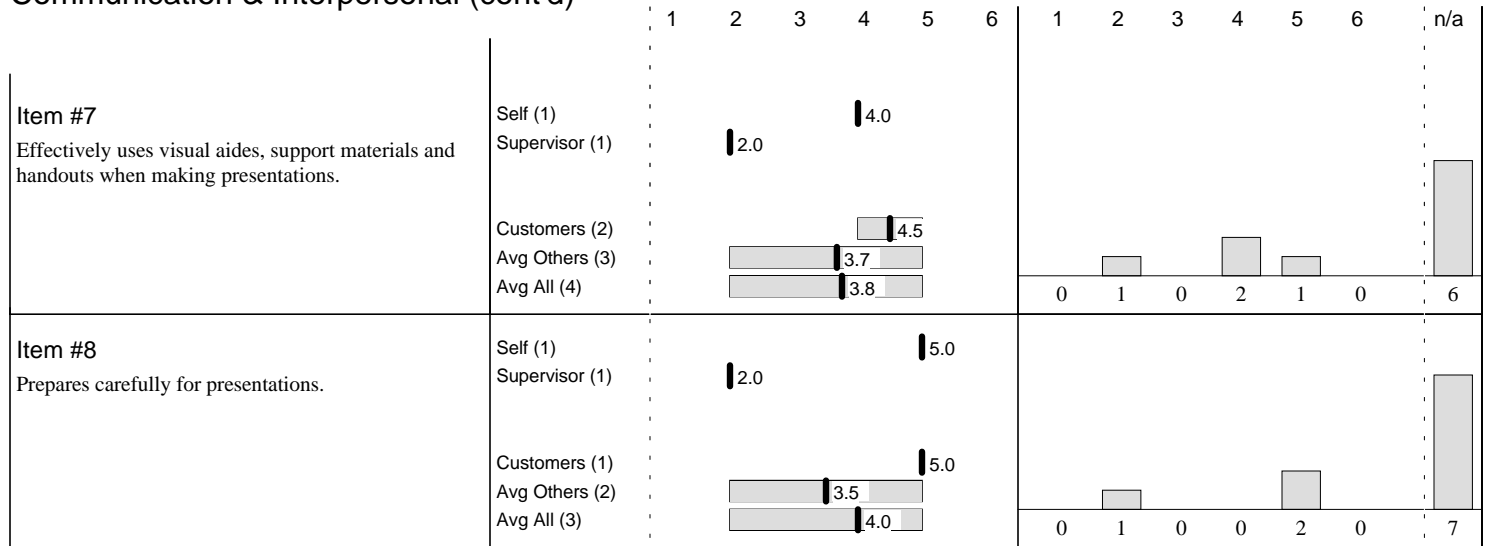 Communication & Interpersonal (cont'd)
1 2 3 4 5 6 1 2 3 4 5 6 n/a
Item #7
Effectively uses visual aides, support materials and
handouts when making presentations.
Self (1) 4.0
Supervisor (1) 2.0
Customers (2) 4.5
Avg Others (3) 3.7
Avg All (4) 3.8
0 1 0 2 1 0 6
Item #8
Prepares carefully for presentations.
Self (1) 5.0
Supervisor (1) 2.0
Customers (1) 5.0
Avg Others (2) 3.5
Avg All (3) 4.0
0 1 0 0 2 0 7